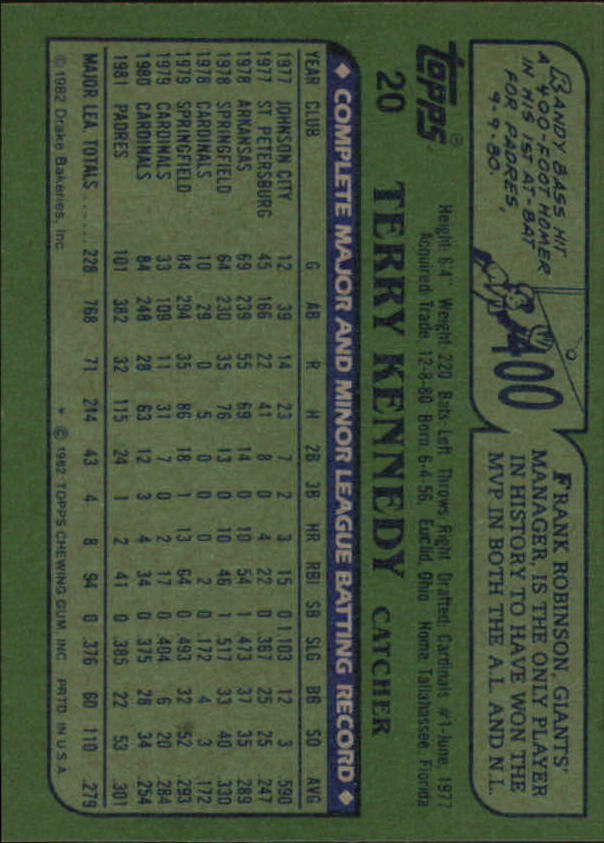 RANDY BASS HIT
A 400-FOOT HOMER
IN HIS 1ST AT-BAT
FOR PADRES,
9-9-80.
400
FRANK ROBINSON, GIANTS'
MANAGER, IS THE ONLY PLAYER
IN HISTORY TO HAVE WON THE
MVP IN BOTH THE A.L. AND N.L.
topps®
Height: 6'4" Weight: 220 Bats: Left Throws: Right Drafted: Cardinals #1-June, 1977
Acquired: Trade, 12-8-80 Born: 6-4-56, Euclid, Ohio Home: Tallahassee, Florida
20 TERRY KENNEDY CATCHER
◆ COMPLETE MAJOR AND MINOR LEAGUE BATTING RECORD ◆
YEAR CLUB G AB R H 2B 3B HR RBI SB SLG BB SO AVG
1977 JOHNSON CITY 12 39 14 23 7 2 3 15 0 1.103 12 3 .590
1977 ST. PETERSBURG 45 166 22 41 8 0 4 22 0 .367 25 25 .247
1978 ARKANSAS 69 239 55 69 14 0 10 54 1 .473 37 35 .289
1978 SPRINGFIELD 64 230 35 76 13 0 10 46 1 .517 33 40 .330
1978 CARDINALS 10 29 0 5 0 0 0 2 0 .172 4 3 .172
1979 SPRINGFIELD 84 294 35 86 18 1 13 64 0 .493 32 52 .293
1979 CARDINALS 33 109 11 31 7 0 2 17 0 .404 6 20 .284
1980 CARDINALS 84 248 28 63 12 3 4 34 0 .375 28 34 .254
1981 PADRES 101 382 32 115 24 1 2 41 0 .385 22 53 .301
MAJOR LEA. TOTALS ..... 228 768 71 214 43 4 8 94 0 .376 60 110 .279
© 1982 Drake Bakeries, Inc. * © 1982 TOPPS CHEWING GUM, INC. PRTD. IN U.S.A.